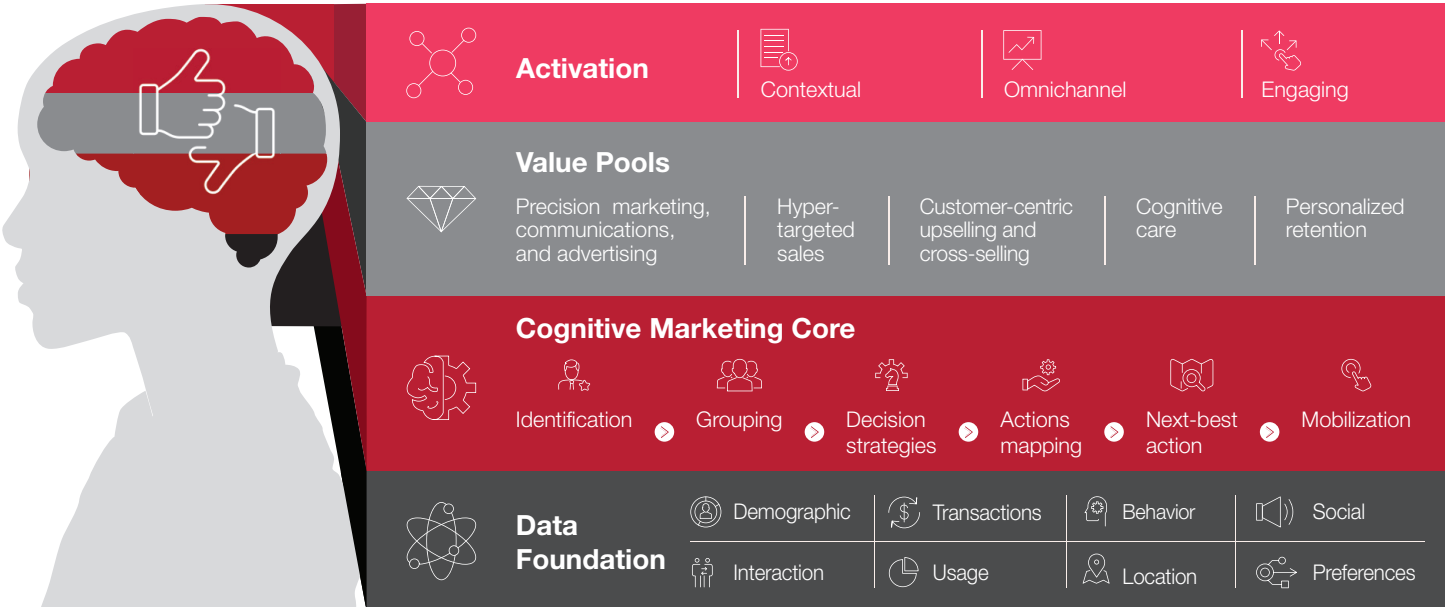 Activation
Contextual
Omnichannel
Engaging
Value Pools
Precision marketing,
communications,
and advertising
Hyper-
targeted
sales
Customer-centric
upselling and
cross-selling
Cognitive
care
Personalized
retention
Cognitive Marketing Core
Identification
Grouping
Decision
strategies
Actions
mapping
Next-best
action
Mobilization
Data
Foundation
Demographic
Transactions
Behavior
Social
Interaction
Usage
Location
Preferences